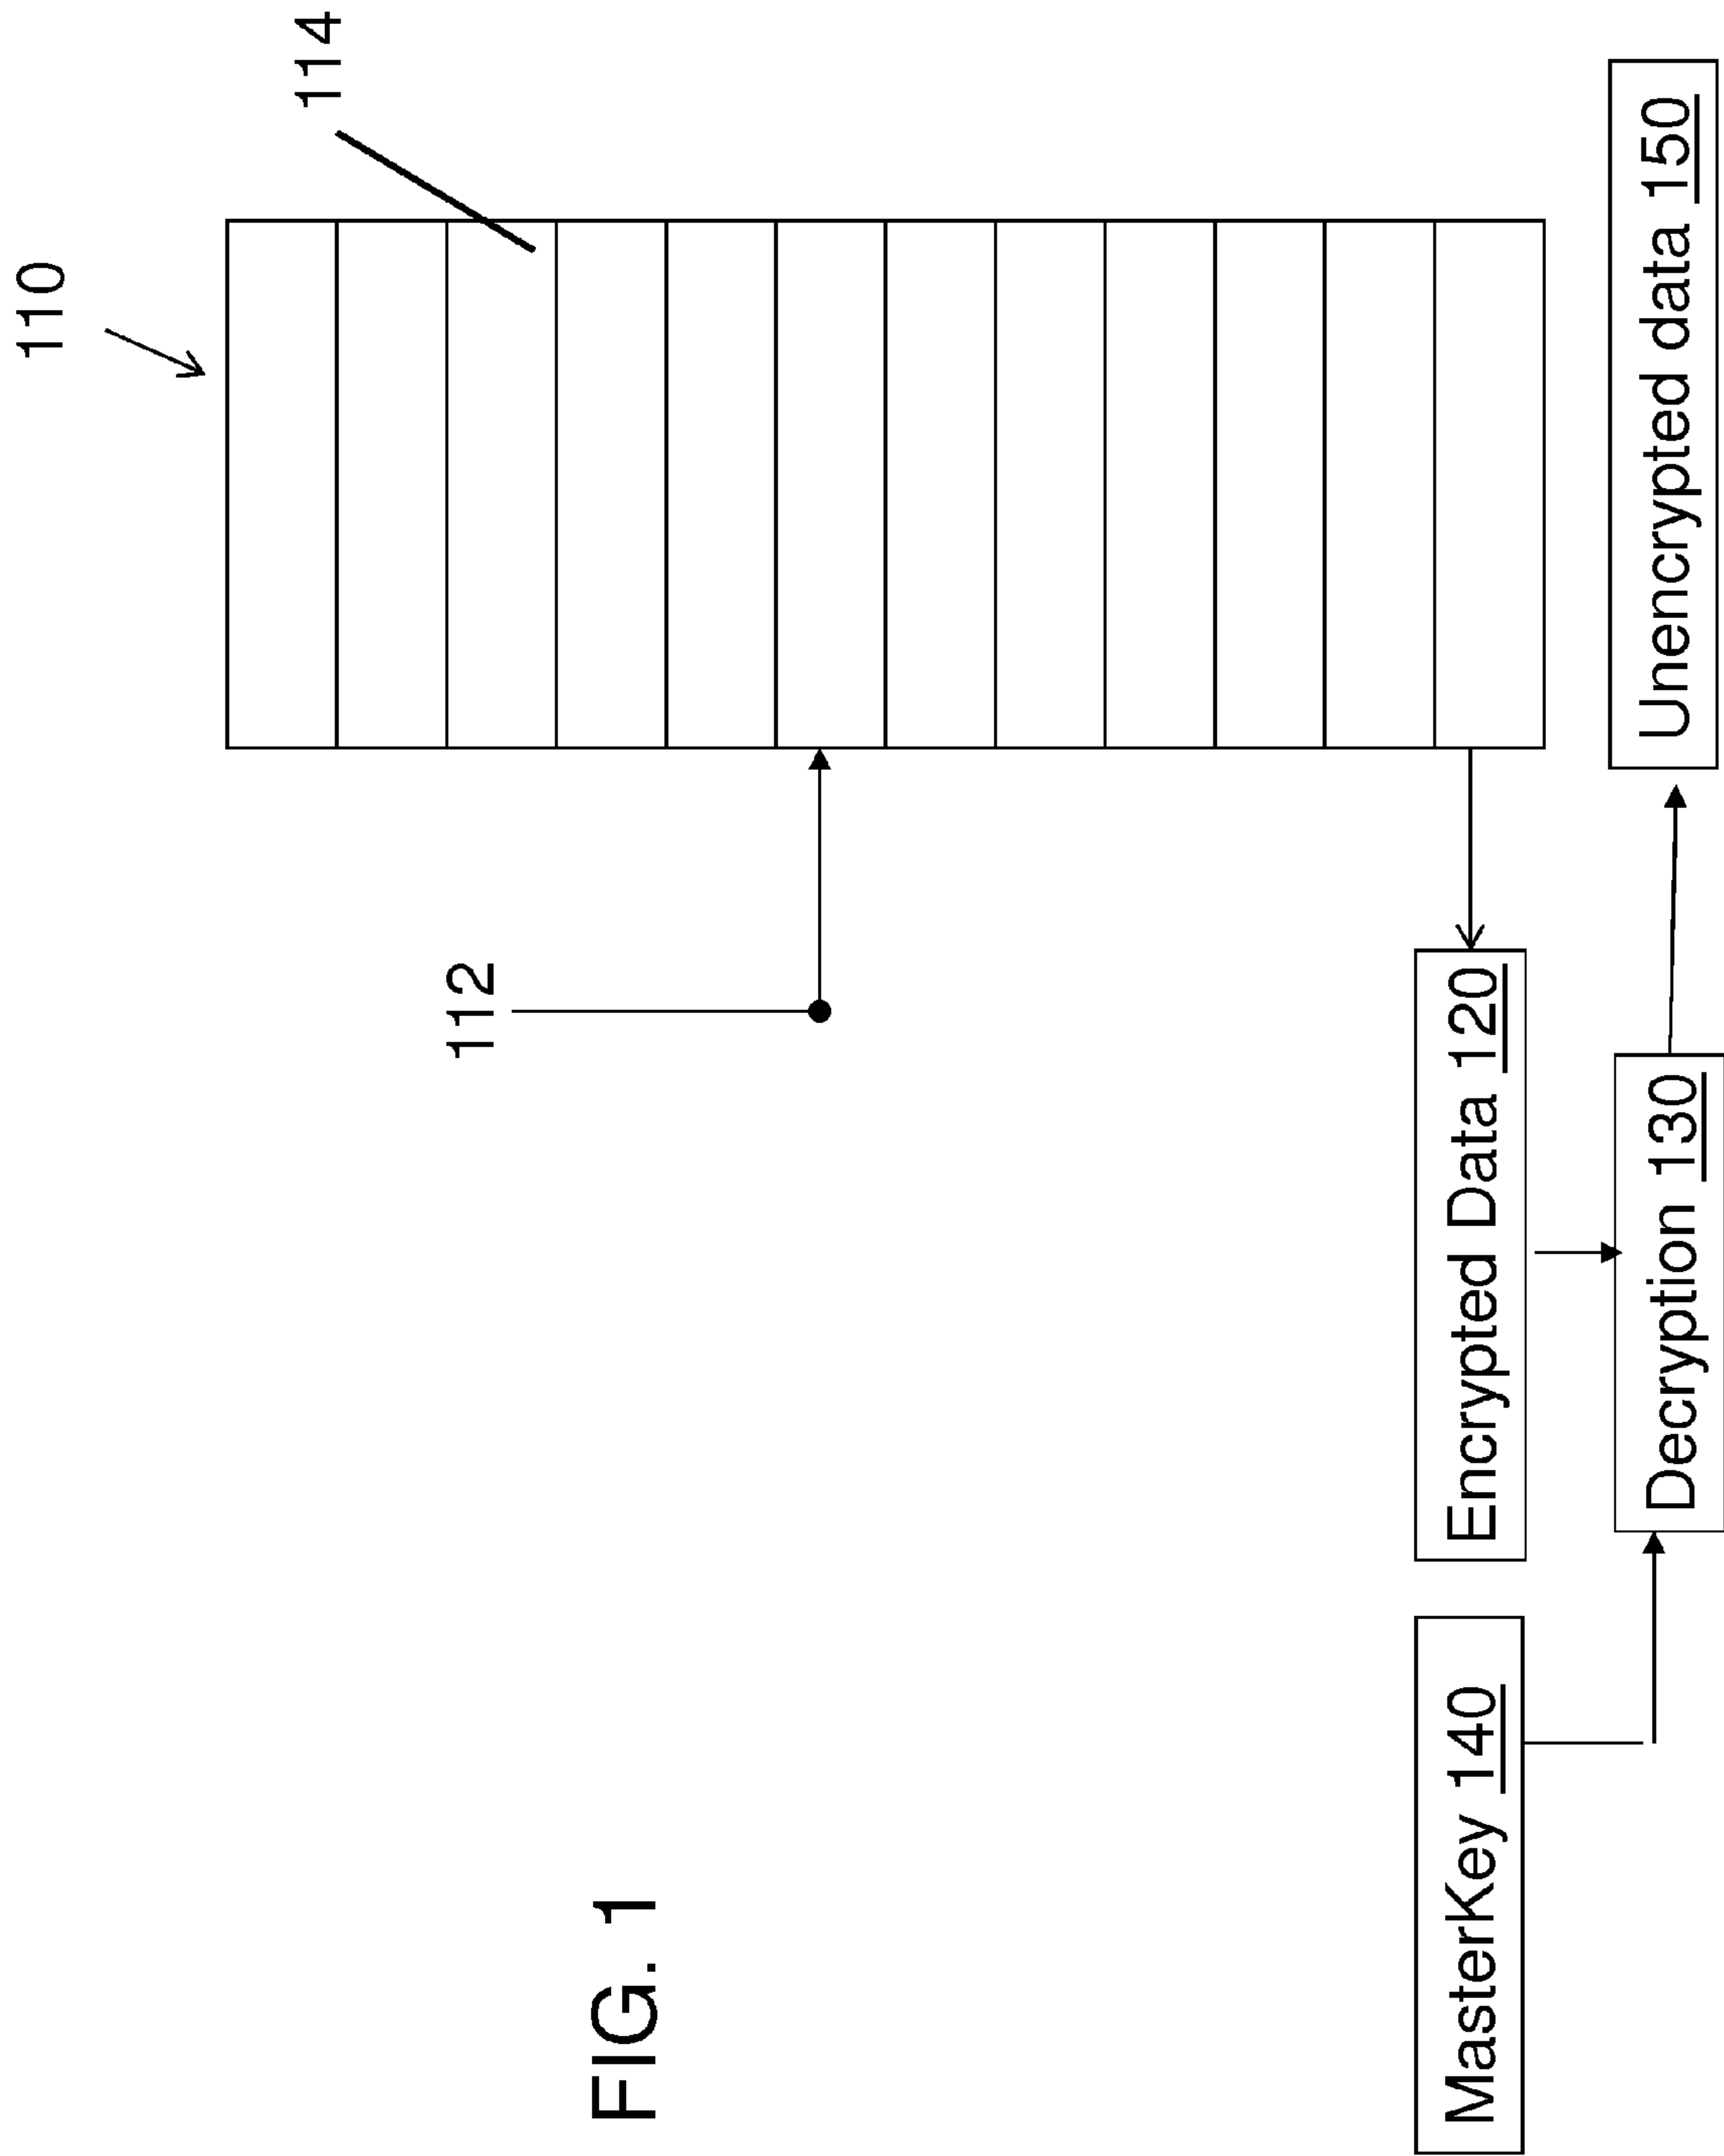 FIG. 1
110
114
112
MasterKey 140
Encrypted Data 120
Decryption 130
Unencrypted data 150